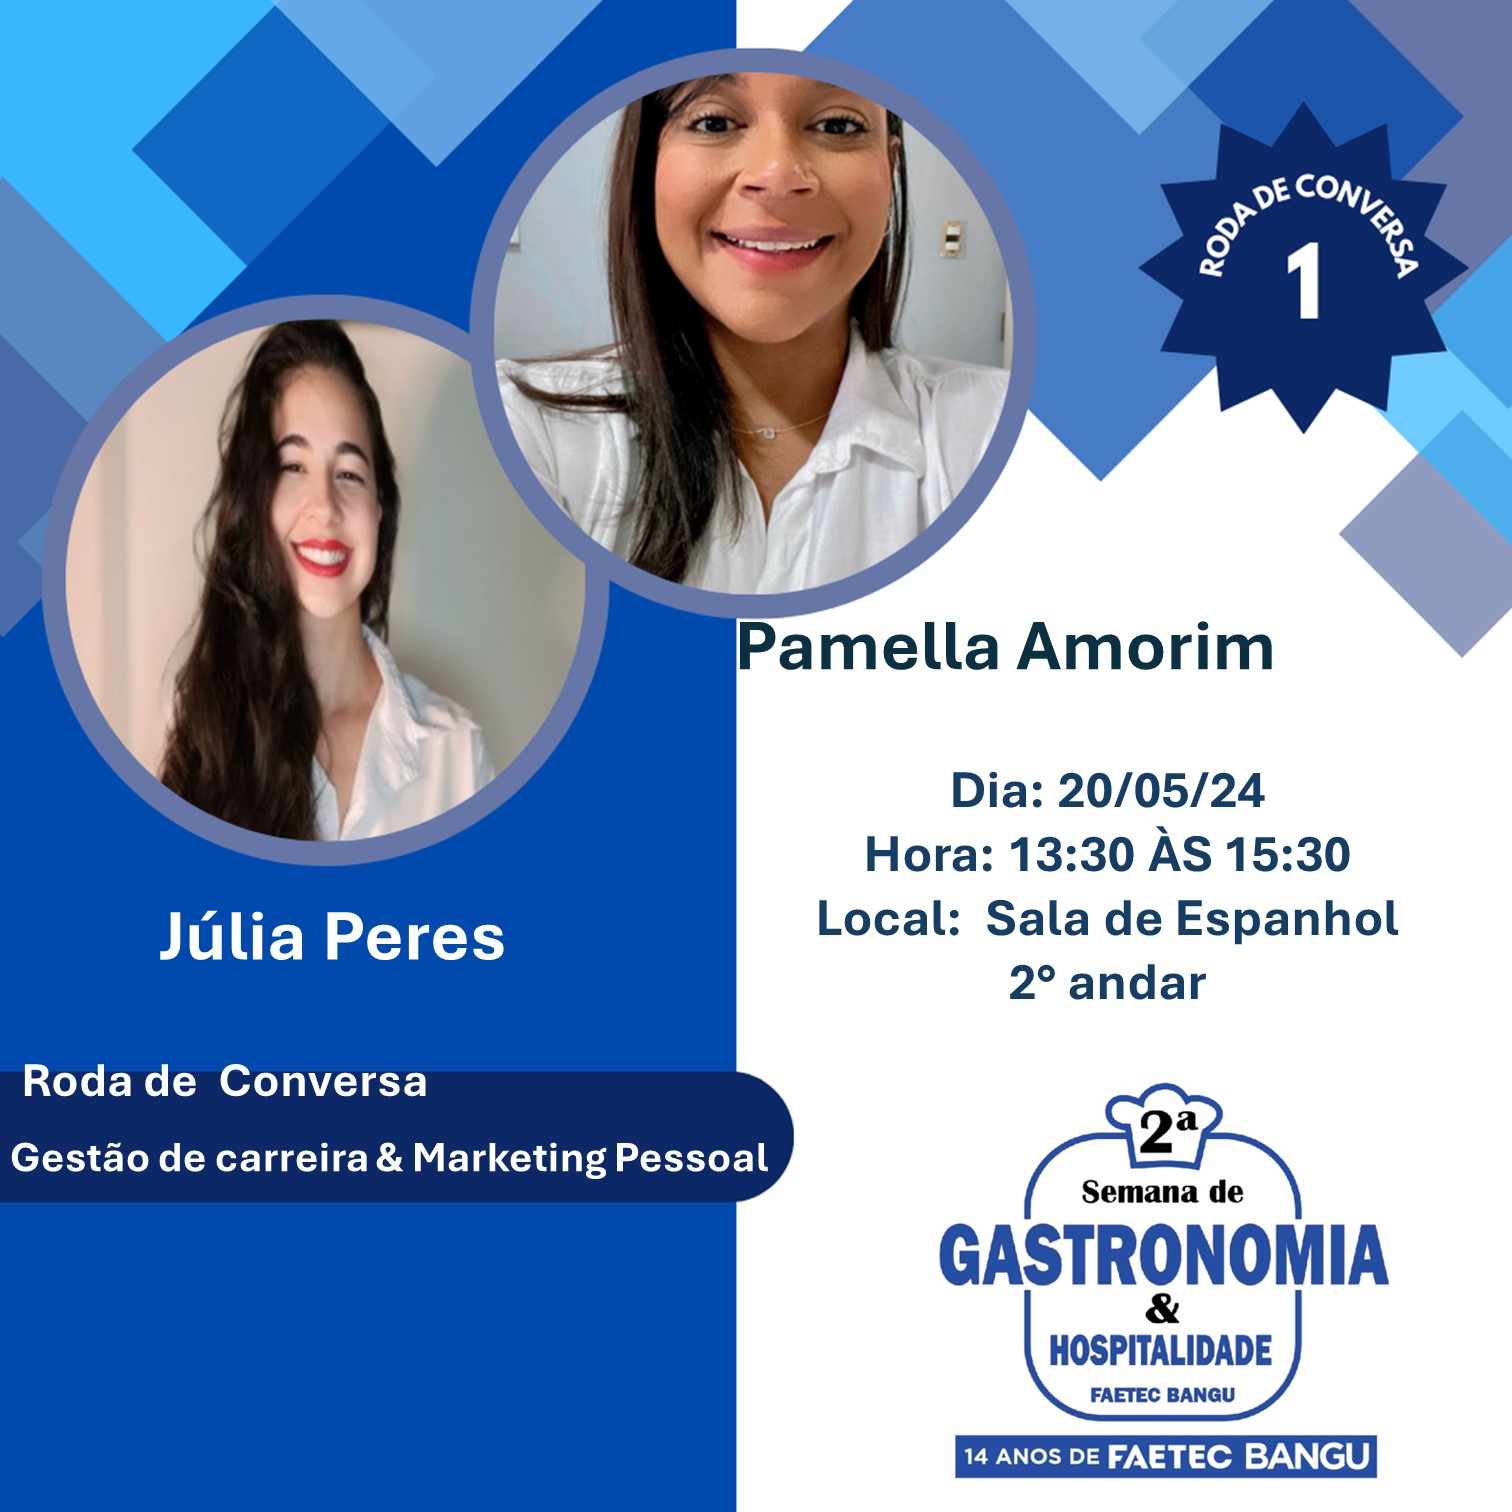 RODA DE CONVERSA
1
Pamella Amorim
Dia: 20/05/24
Hora: 13:30 ÀS 15:30
Local: Sala de Espanhol
2° andar
Júlia Peres
Roda de Conversa
Gestão de carreira & Marketing Pessoal
2ª
Semana de
GASTRONOMIA
&
HOSPITALIDADE
FAETEC BANGU
14 ANOS DE FAETEC BANGU